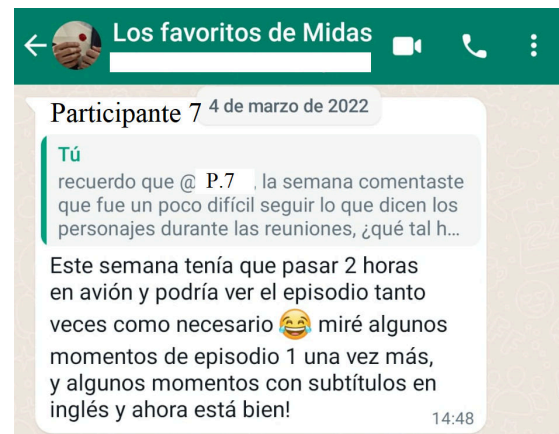 Los favoritos de Midas
Participante 7
4 de marzo de 2022
Tú
recuerdo que @ P.7 , la semana comentaste
que fue un poco difícil seguir lo que dicen los
personajes durante las reuniones, ¿qué tal h...
Este semana tenía que pasar 2 horas
en avión y podría ver el episodio tanto
veces como necesario 😂 miré algunos
momentos de episodio 1 una vez más,
y algunos momentos con subtítulos en
inglés y ahora está bien!
14:48